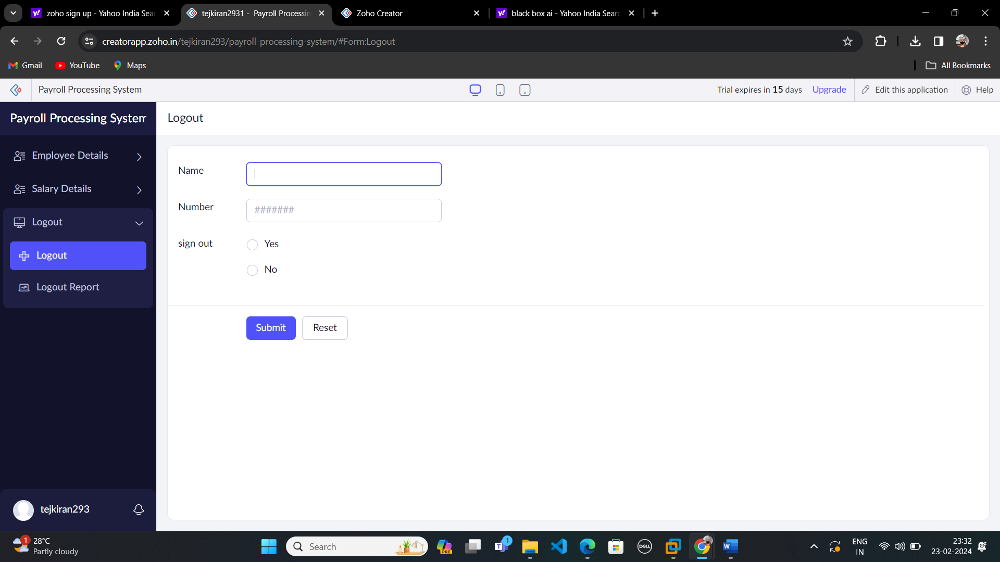 zoho sign up - Yahoo India Sear
tejkiran2931 - Payroll Processin
Zoho Creator
black box ai - Yahoo India Searc
creatorapp.zoho.in/tejkiran293/payroll-processing-system/#Form:Logout
Gmail
YouTube
Maps
All Bookmarks
Payroll Processing System
Trial expires in 15 days
Upgrade
Edit this application
Help
Payroll Processing System
Logout
Employee Details
Salary Details
Logout
Logout
Logout Report
Name
Number
#######
sign out
Yes
No
Submit
Reset
tejkiran293
1
28°C
Partly cloudy
Search
PRE
T
1
DELL
W
ENG
IN
23:32
23-02-2024